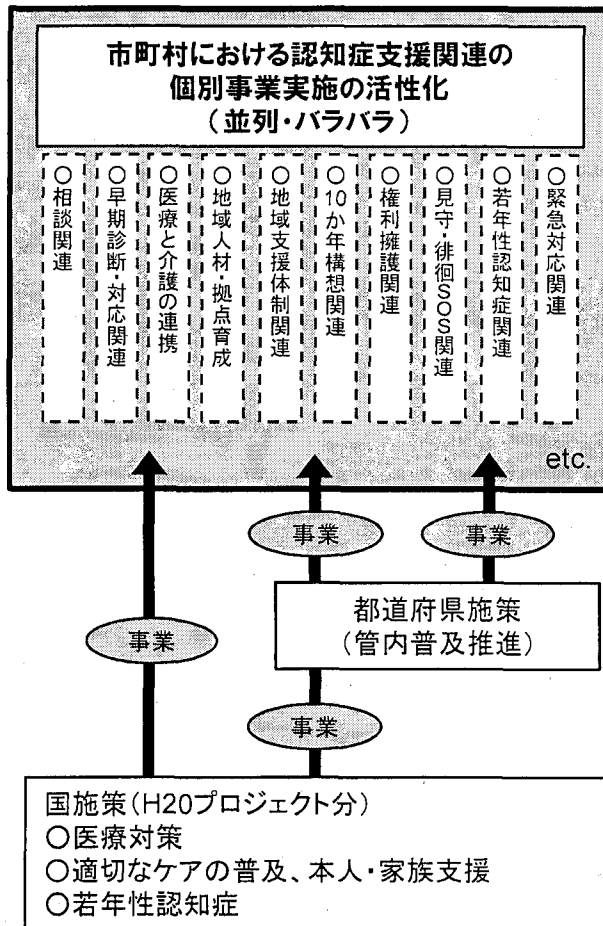 市町村における認知症支援関連の
個別事業実施の活性化
(並列・バラバラ)
○相談関連
○早期診断・対応関連
○医療と介護の連携
○地域人材・拠点育成
○地域支援体制関連
○10か年構想関連
○権利擁護関連
○見守・徘徊SOS関連
○若年性認知症関連
○緊急対応関連
etc.
事業
事業
都道府県施策
(管内普及推進)
事業
事業
国施策(H20プロジェクト分)
○医療対策
○適切なケアの普及、本人・家族支援
○若年性認知症